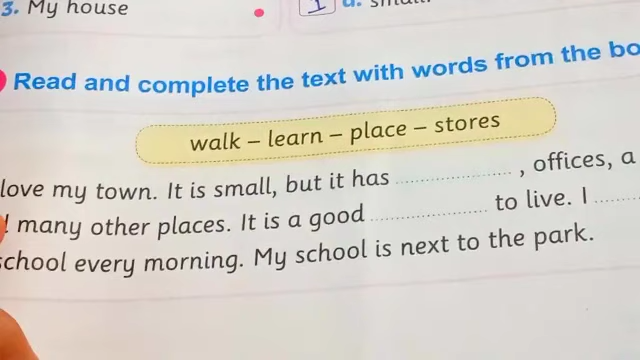 3. My house
1 a. small.
Read and complete the text with words from the bo
walk – learn – place – stores
love my town. It is small, but it has .................... , offices, a
many other places. It is a good .................... to live. I ........
school every morning. My school is next to the park.